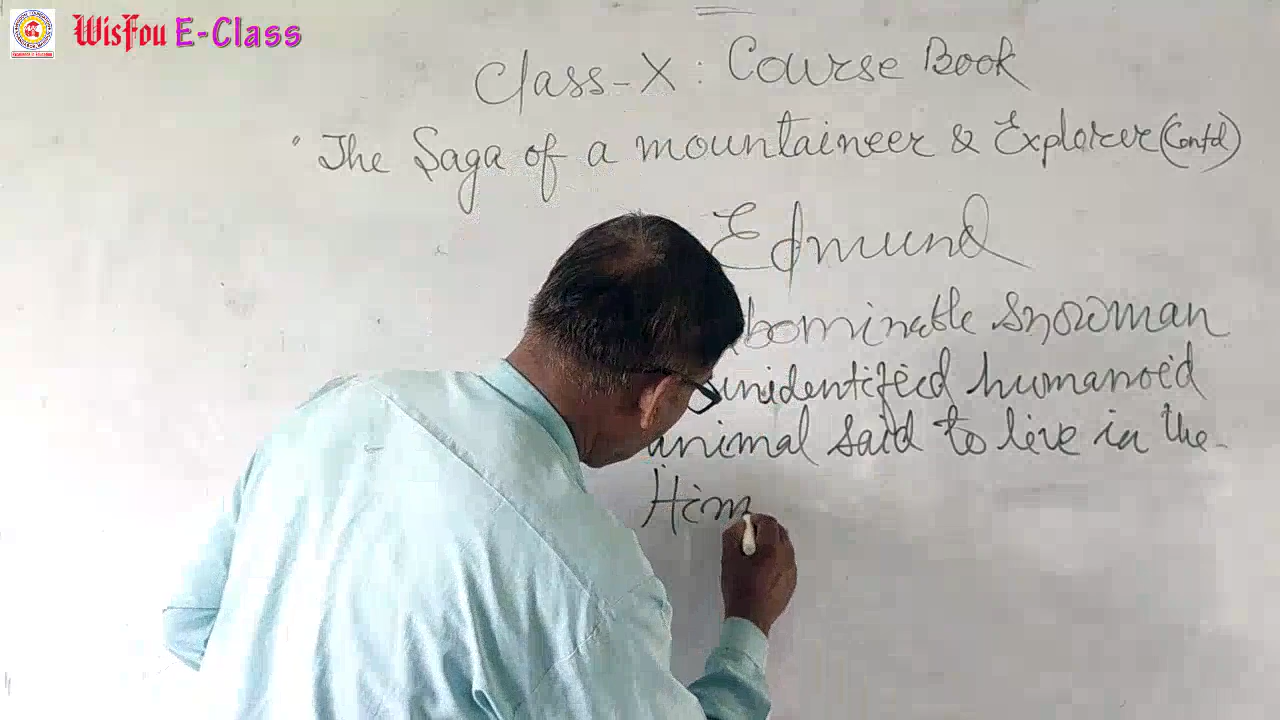 WisFou E-Class
Class-X: Course Book
The Saga of a mountaineer & Explorer (Contd)
Edmund
bominable snowman
unidentified humanoid
animal said to live in the
Him